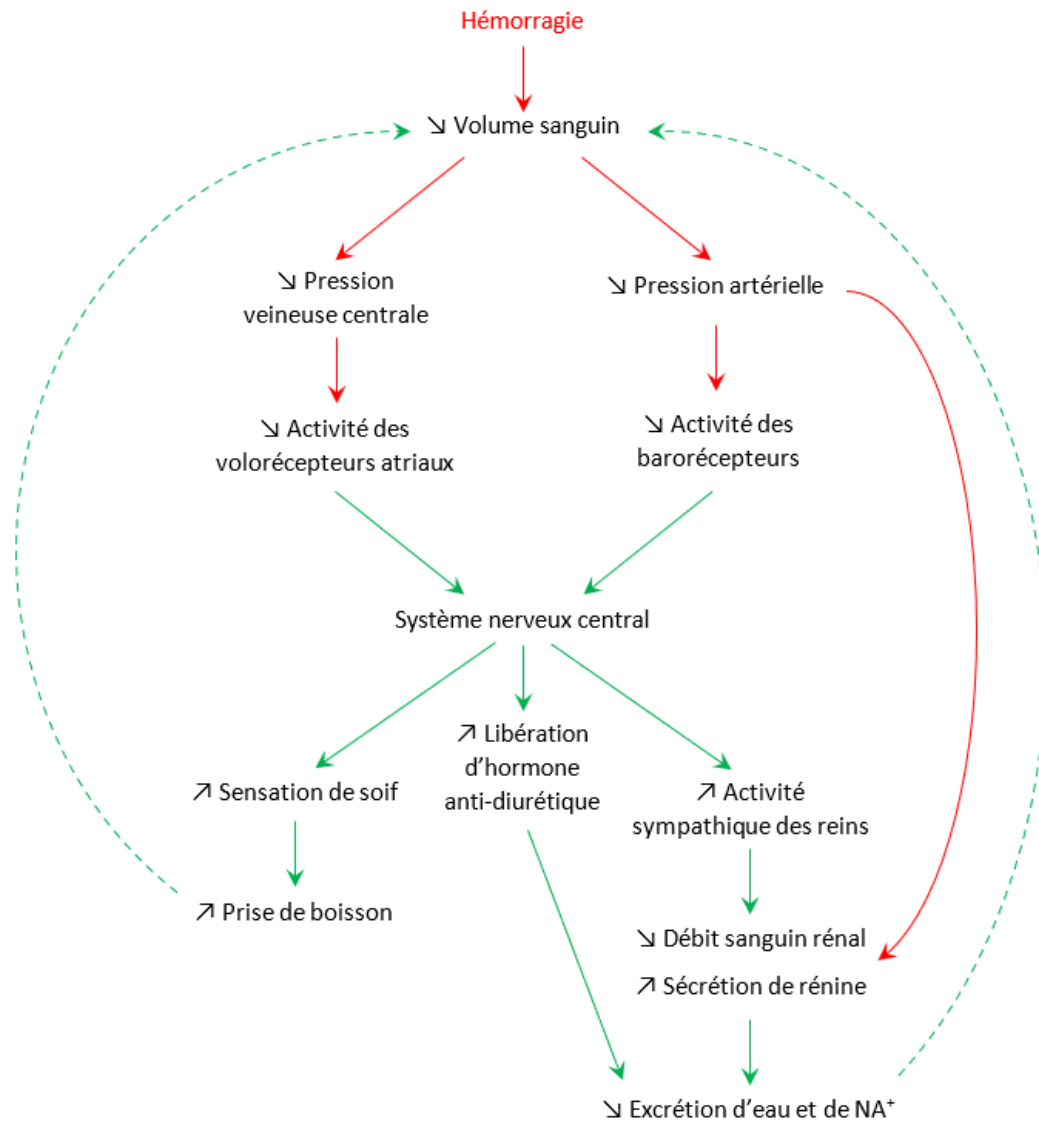 Hémorragie
↘ Volume sanguin
↘ Pression
veineuse centrale
↘ Pression artérielle
↘ Activité des
volorécepteurs atriaux
↘ Activité des
barorécepteurs
Système nerveux central
↗ Sensation de soif
↗ Libération
d'hormone
anti-diurétique
↗ Activité
sympathique des reins
↗ Prise de boisson
↘ Débit sanguin rénal
↗ Sécrétion de rénine
↘ Excrétion d'eau et de NA⁺